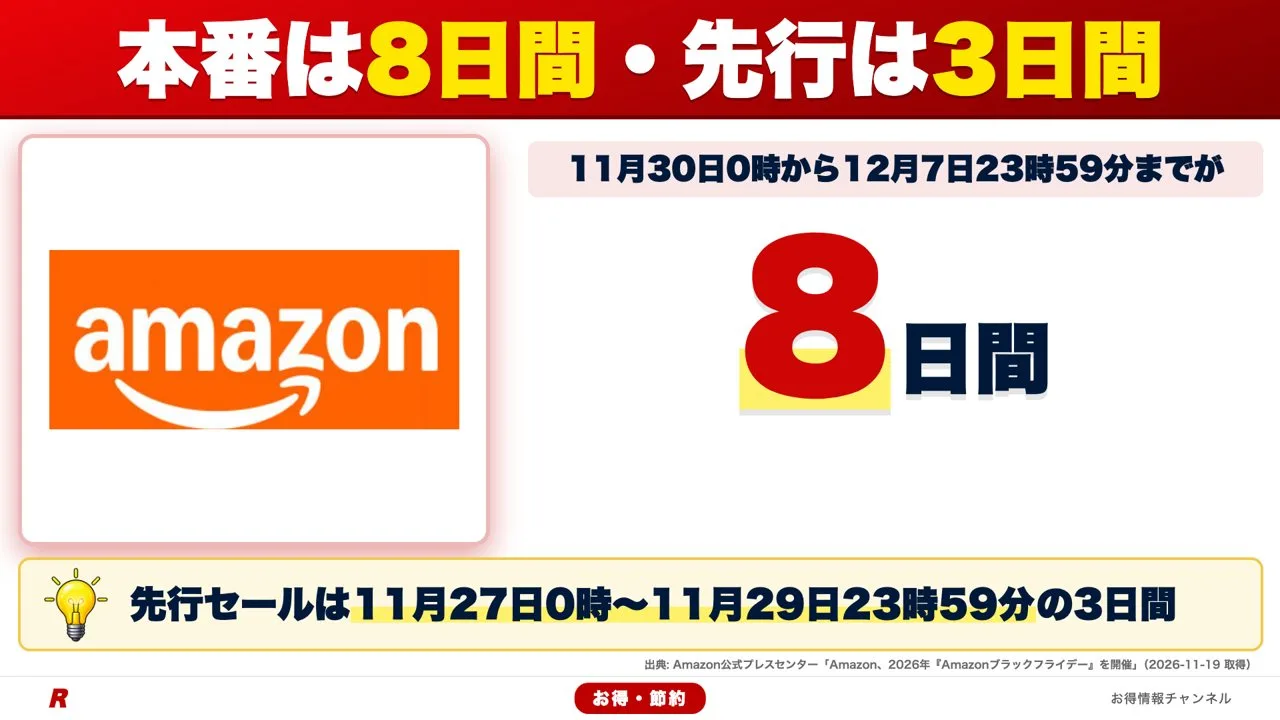 本番は8日間・先行は3日間
11月30日0時から12月7日23時59分までが
amazon
8日間
先行セールは11月27日0時〜11月29日23時59分の3日間
出典: Amazon公式プレスセンター「Amazon、2026年『Amazonブラックフライデー』を開催」（2026-11-19 取得）
R
お得・節約
お得情報チャンネル